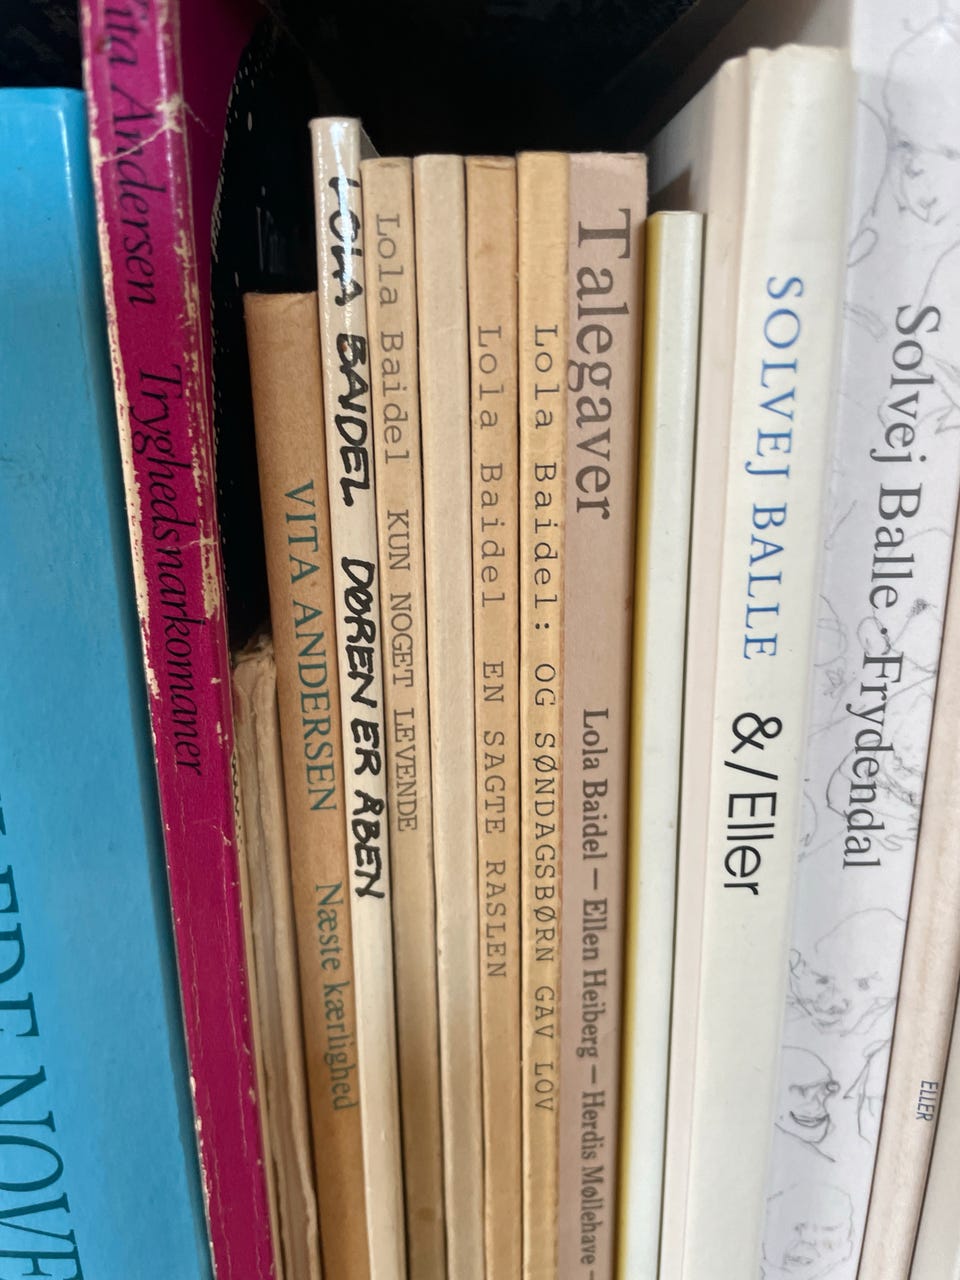 NOVE
Vita Andersen Tryghedsnarkomaner
VITA ANDERSEN Næste kærlighed
LOLA BAIDEL DØREN ER ÅBEN
Lola Baidel KUN NOGET LEVENDE
Lola Baidel EN SAGTE RASLEN
Lola Baidel: OG SØNDAGSBØRN GAV LOV
Talegaver Lola Baidel – Ellen Heiberg – Herdis Møllehave –
SOLVEJ BALLE &/Eller
Solvej Balle · Frydendal
ELLER